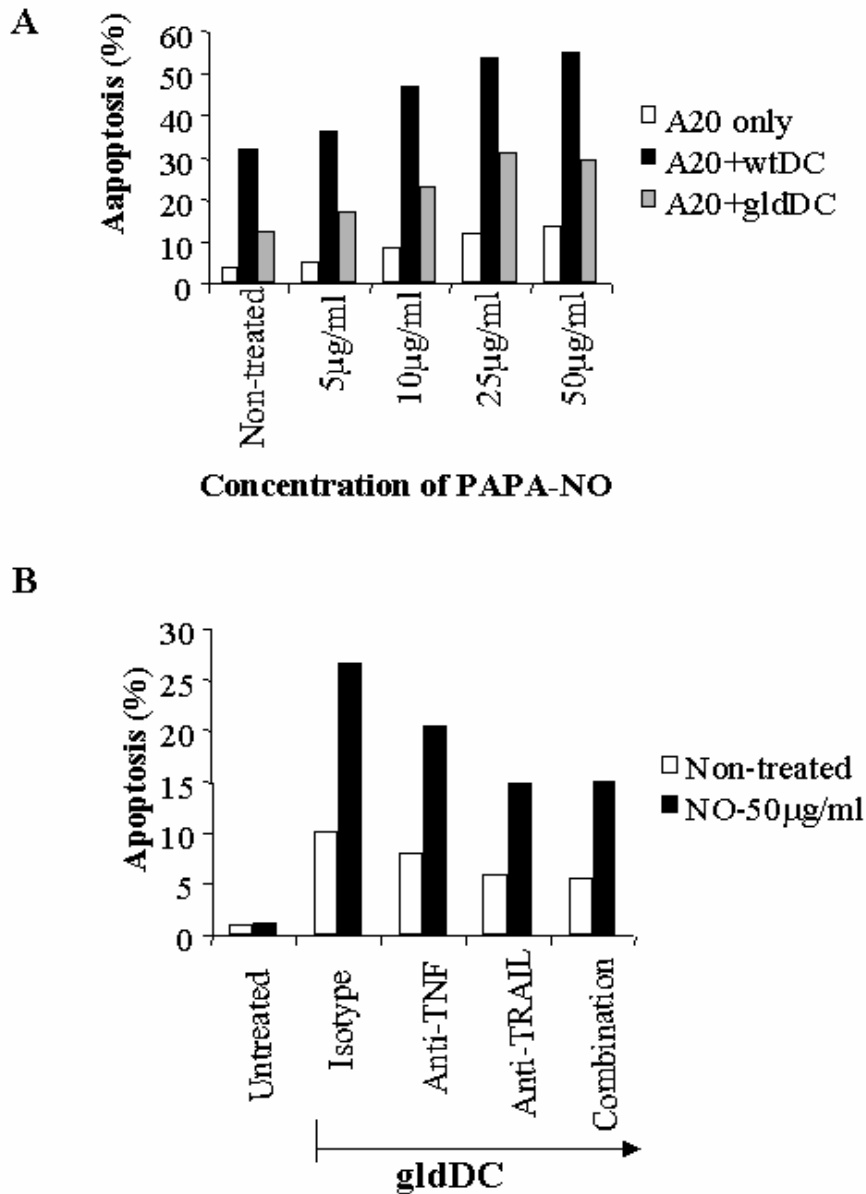 A
Aapoptosis (%)
60
50
40
30
20
10
0
A20 only
A20+wtDC
A20+gldDC
Non-treated
5µg/ml
10µg/ml
25µg/ml
50µg/ml
Concentration of PAPA-NO
B
Apoptosis (%)
30
25
20
15
10
5
0
Non-treated
NO-50µg/ml
Untreated
Isotype
Anti-TNF
Anti-TRAIL
Combination
gldDC